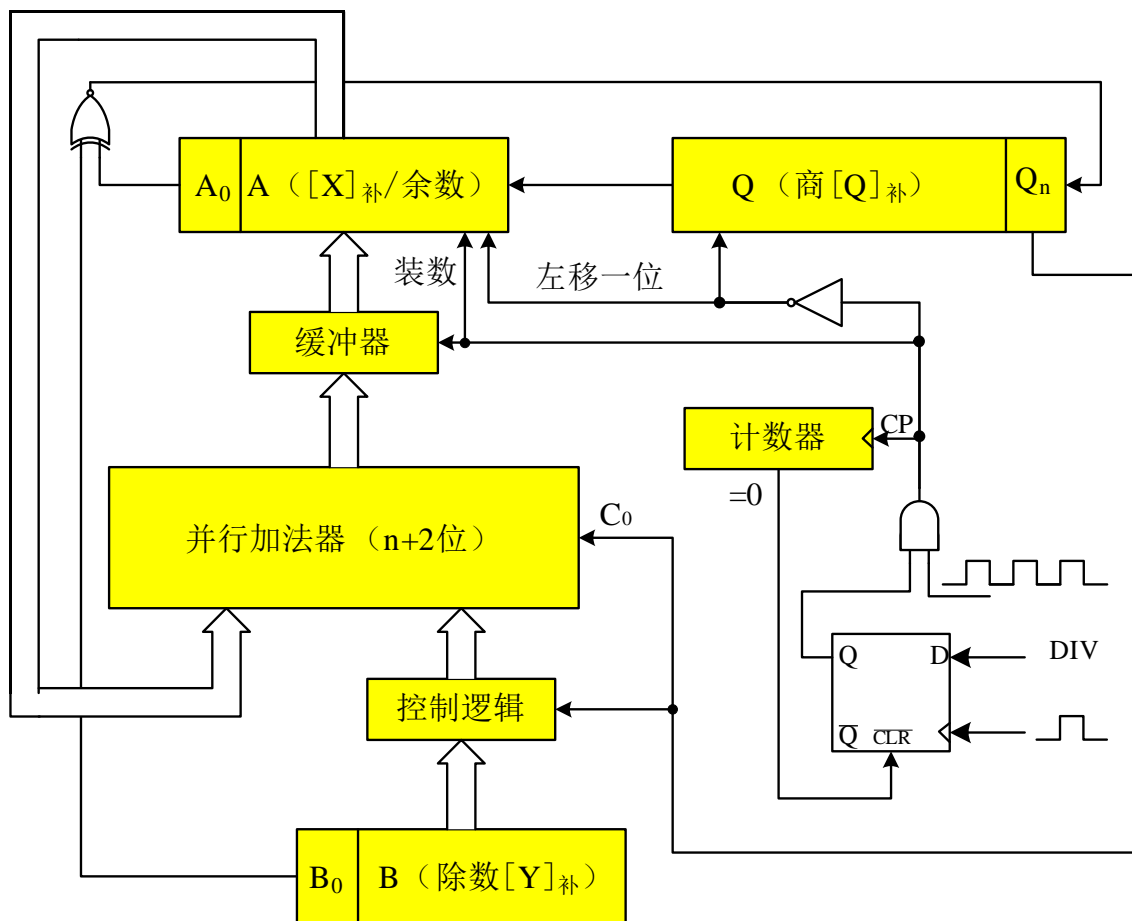 A₀ A（[X]补/余数）
Q（商[Q]补） Qₙ
装数
左移一位
缓冲器
计数器
CP
=0
C₀
并行加法器（n+2位）
Q D
DIV
控制逻辑
Q̅ C̅L̅R̅
B₀ B（除数[Y]补）